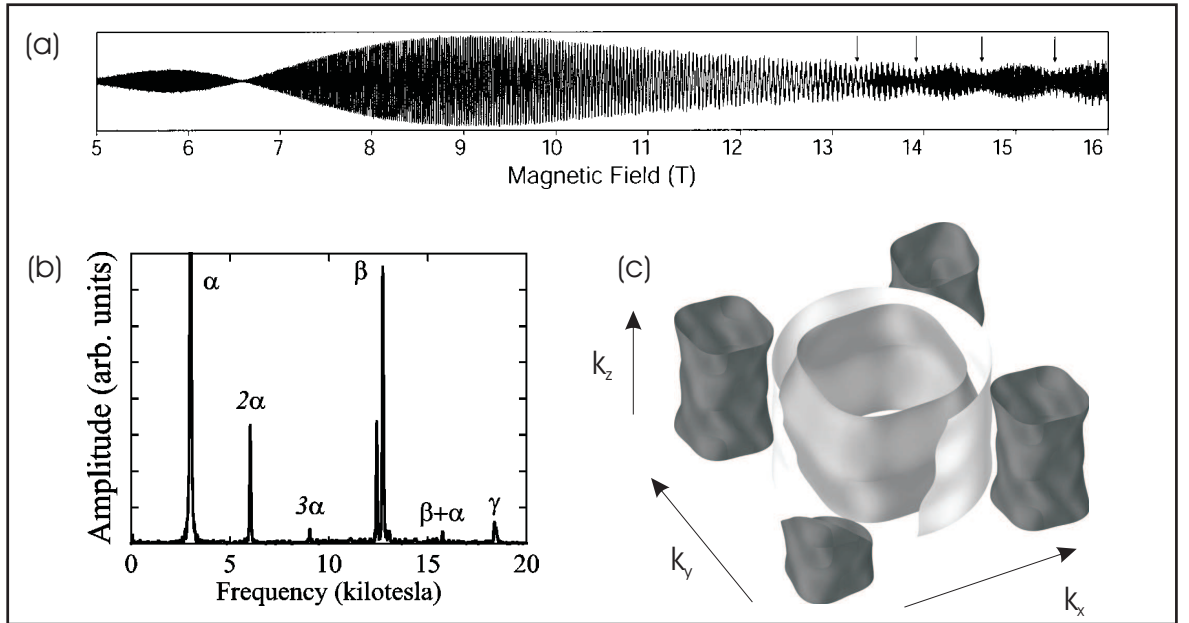 (a)
5 6 7 8 9 10 11 12 13 14 15 16
Magnetic Field (T)
(b)
Amplitude (arb. units)
α
2α
3α
β
β+α
γ
0 5 10 15 20
Frequency (kilotesla)
(c)
k_z
k_y
k_x